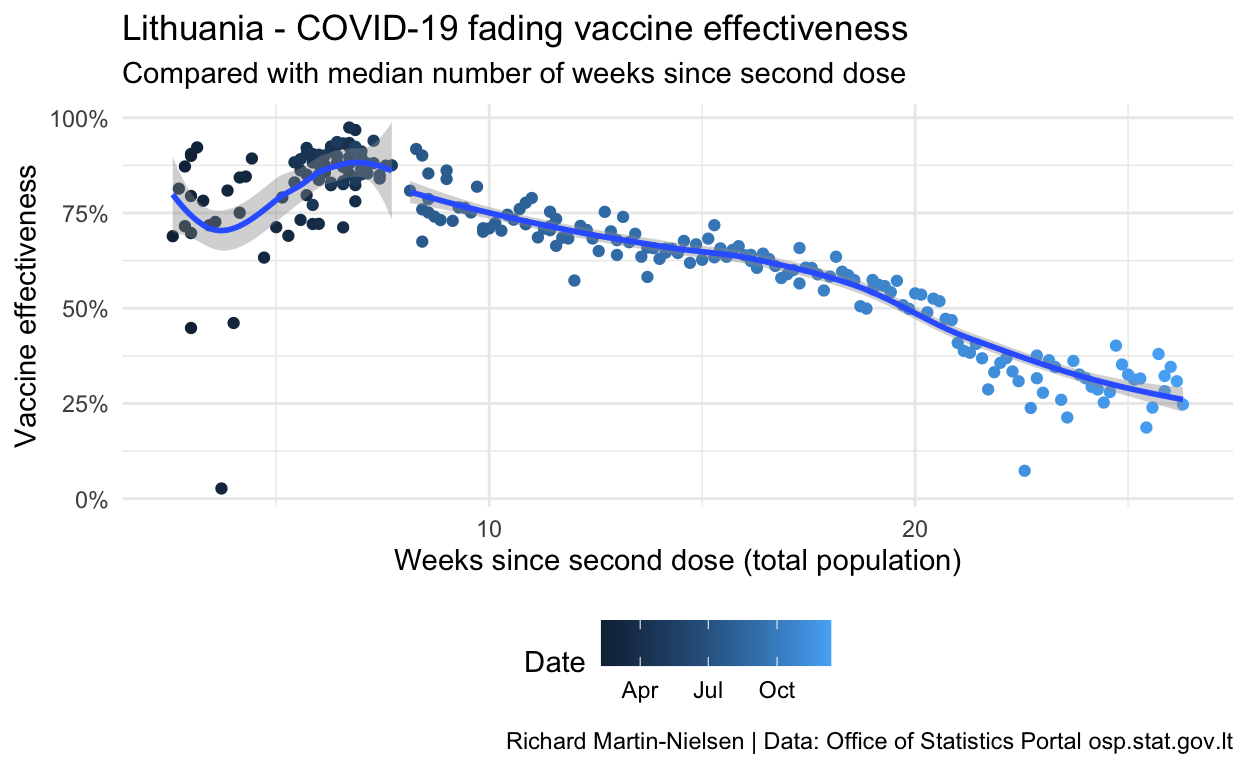 Lithuania - COVID-19 fading vaccine effectiveness
Compared with median number of weeks since second dose
Vaccine effectiveness
100%
75%
50%
25%
0%
10
20
Weeks since second dose (total population)
Date
Apr
Jul
Oct
Richard Martin-Nielsen | Data: Office of Statistics Portal osp.stat.gov.lt